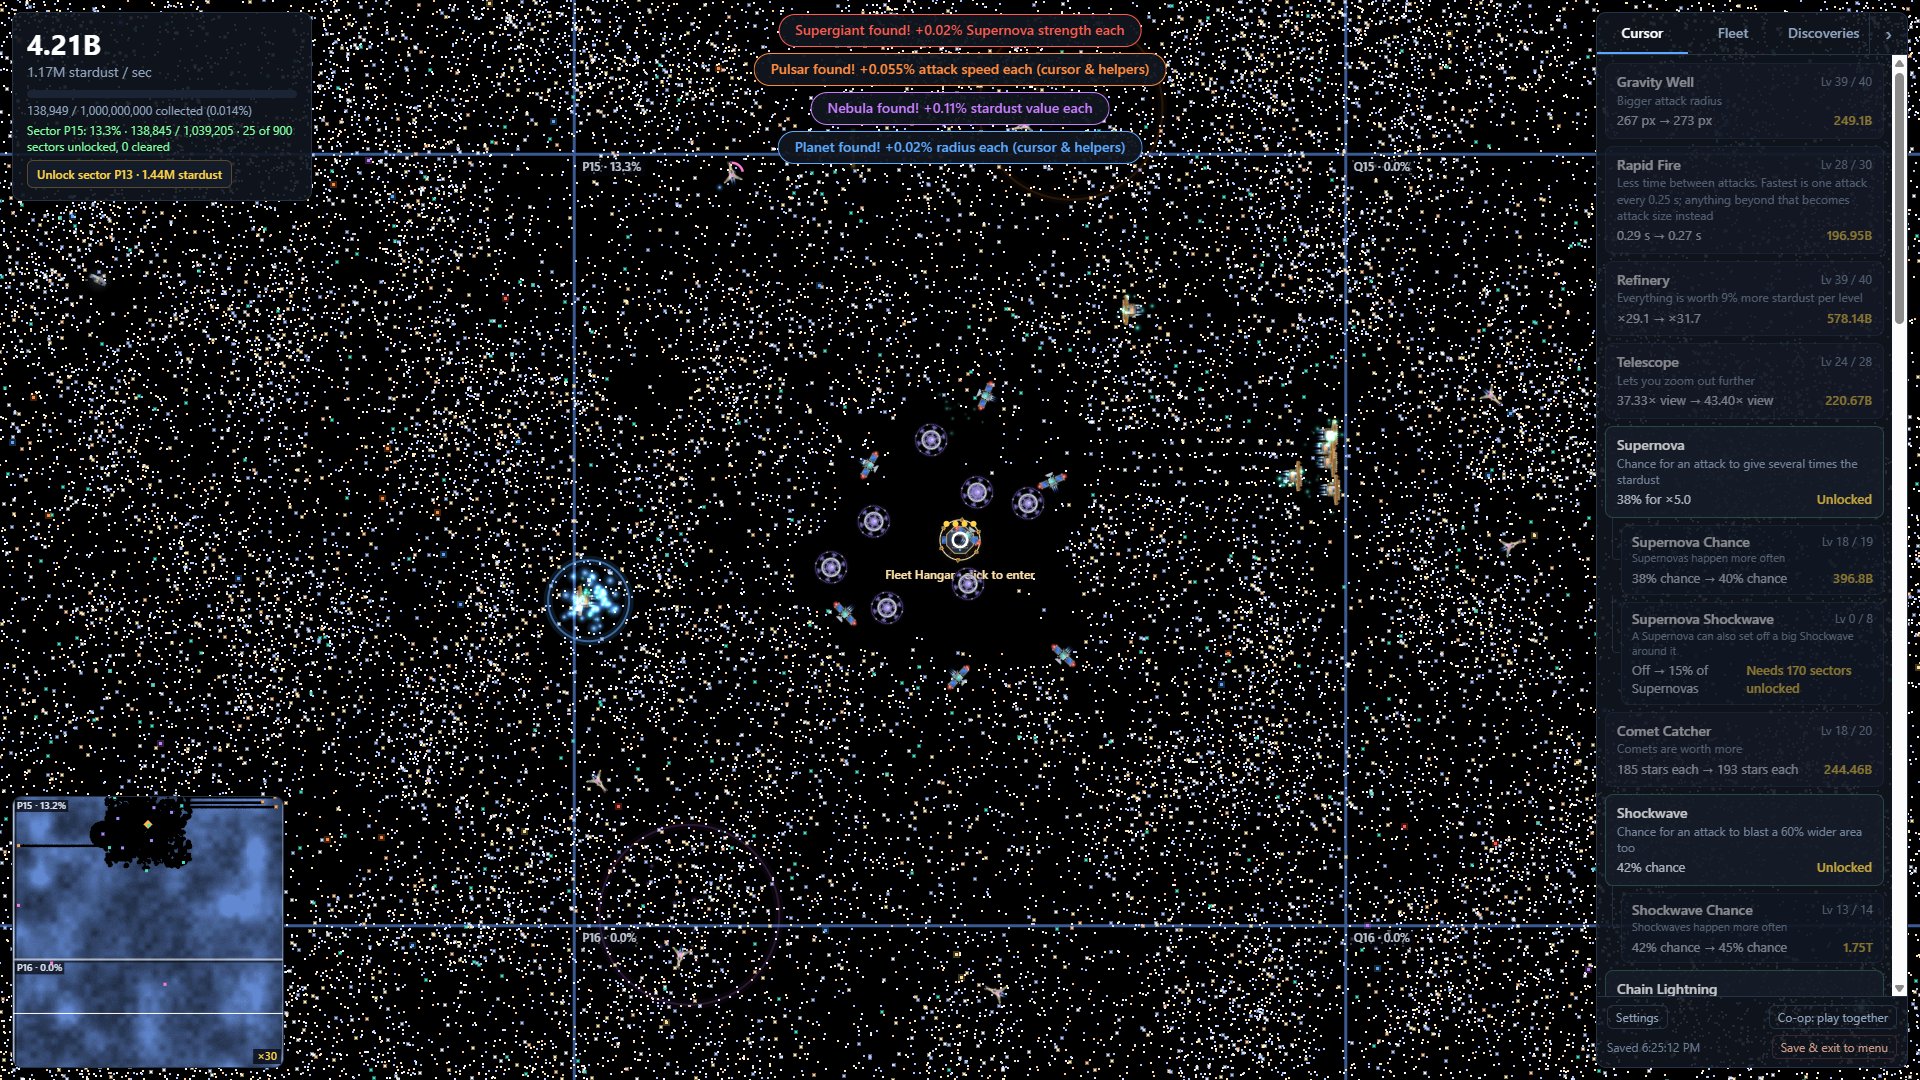 4.21B
1.17M stardust / sec
138,949 / 1,000,000,000 collected (0.014%)
Sector P15: 13.3% · 138,845 / 1,039,205 · 25 of 900
sectors unlocked, 0 cleared
Unlock sector P13 · 1.44M stardust
Supergiant found! +0.02% Supernova strength each
Pulsar found! +0.055% attack speed each (cursor & helpers)
Nebula found! +0.11% stardust value each
Planet found! +0.02% radius each (cursor & helpers)
P15 · 13.3%
Q15 · 0.0%
Fleet Hangar · click to enter
P16 · 0.0%
Q16 · 0.0%
P15 · 13.2%
P16 · 0.0%
×30
Cursor
Fleet
Discoveries
›
Gravity Well
Lv 39 / 40
Bigger attack radius
267 px → 273 px
249.1B
Rapid Fire
Lv 28 / 30
Less time between attacks. Fastest is one attack
every 0.25 s; anything beyond that becomes
attack size instead
0.29 s → 0.27 s
196.95B
Refinery
Lv 39 / 40
Everything is worth 9% more stardust per level
×29.1 → ×31.7
578.14B
Telescope
Lv 24 / 28
Lets you zoom out further
37.33× view → 43.40× view
220.67B
Supernova
Chance for an attack to give several times the
stardust
38% for ×5.0
Unlocked
Supernova Chance
Lv 18 / 19
Supernovas happen more often
38% chance → 40% chance
396.8B
Supernova Shockwave
Lv 0 / 8
A Supernova can also set off a big Shockwave
around it
Off → 15% of
Supernovas
Needs 170 sectors
unlocked
Comet Catcher
Lv 18 / 20
Comets are worth more
185 stars each → 193 stars each
244.46B
Shockwave
Chance for an attack to blast a 60% wider area
too
42% chance
Unlocked
Shockwave Chance
Lv 13 / 14
Shockwaves happen more often
42% chance → 45% chance
1.75T
Chain Lightning
Settings
Co-op: play together
Saved 6:25:12 PM
Save & exit to menu